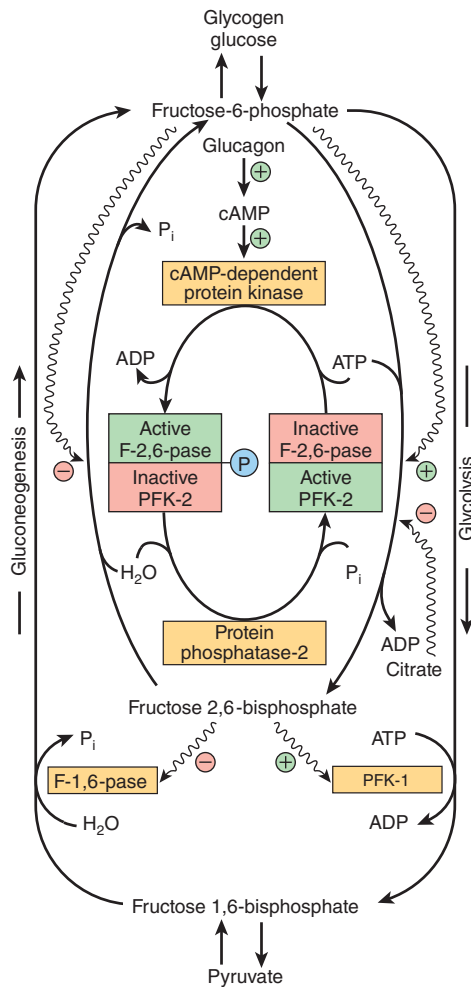 Glycogen
glucose
Fructose-6-phosphate
Glucagon
+
cAMP
+
Pi
cAMP-dependent
protein kinase
ADP
ATP
Active
F-2,6-pase
Inactive
PFK-2
P
Inactive
F-2,6-pase
Active
PFK-2
−
+
−
Gluconeogenesis
Glycolysis
H2O
Pi
Protein
phosphatase-2
ADP
Citrate
Fructose 2,6-bisphosphate
Pi
−
+
ATP
F-1,6-pase
PFK-1
H2O
ADP
Fructose 1,6-bisphosphate
Pyruvate